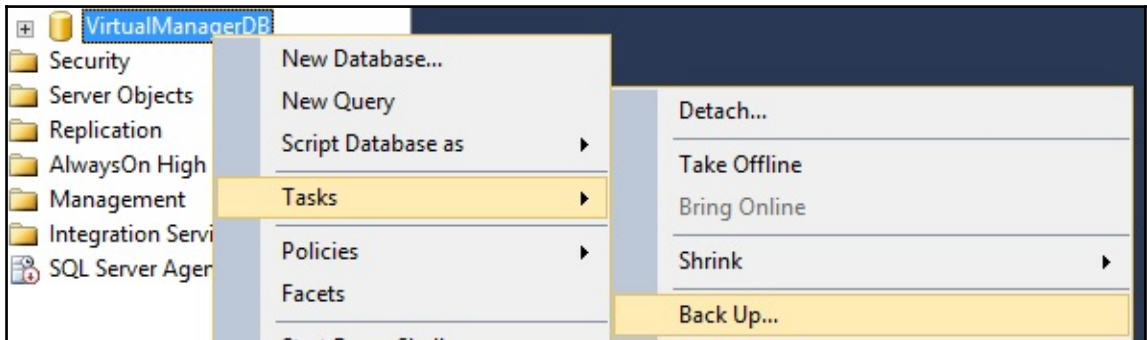 VirtualManagerDB
Security
Server Objects
Replication
AlwaysOn High
Management
Integration Servi
SQL Server Agen
New Database...
New Query
Script Database as
Tasks
Policies
Facets
Detach...
Take Offline
Bring Online
Shrink
Back Up...